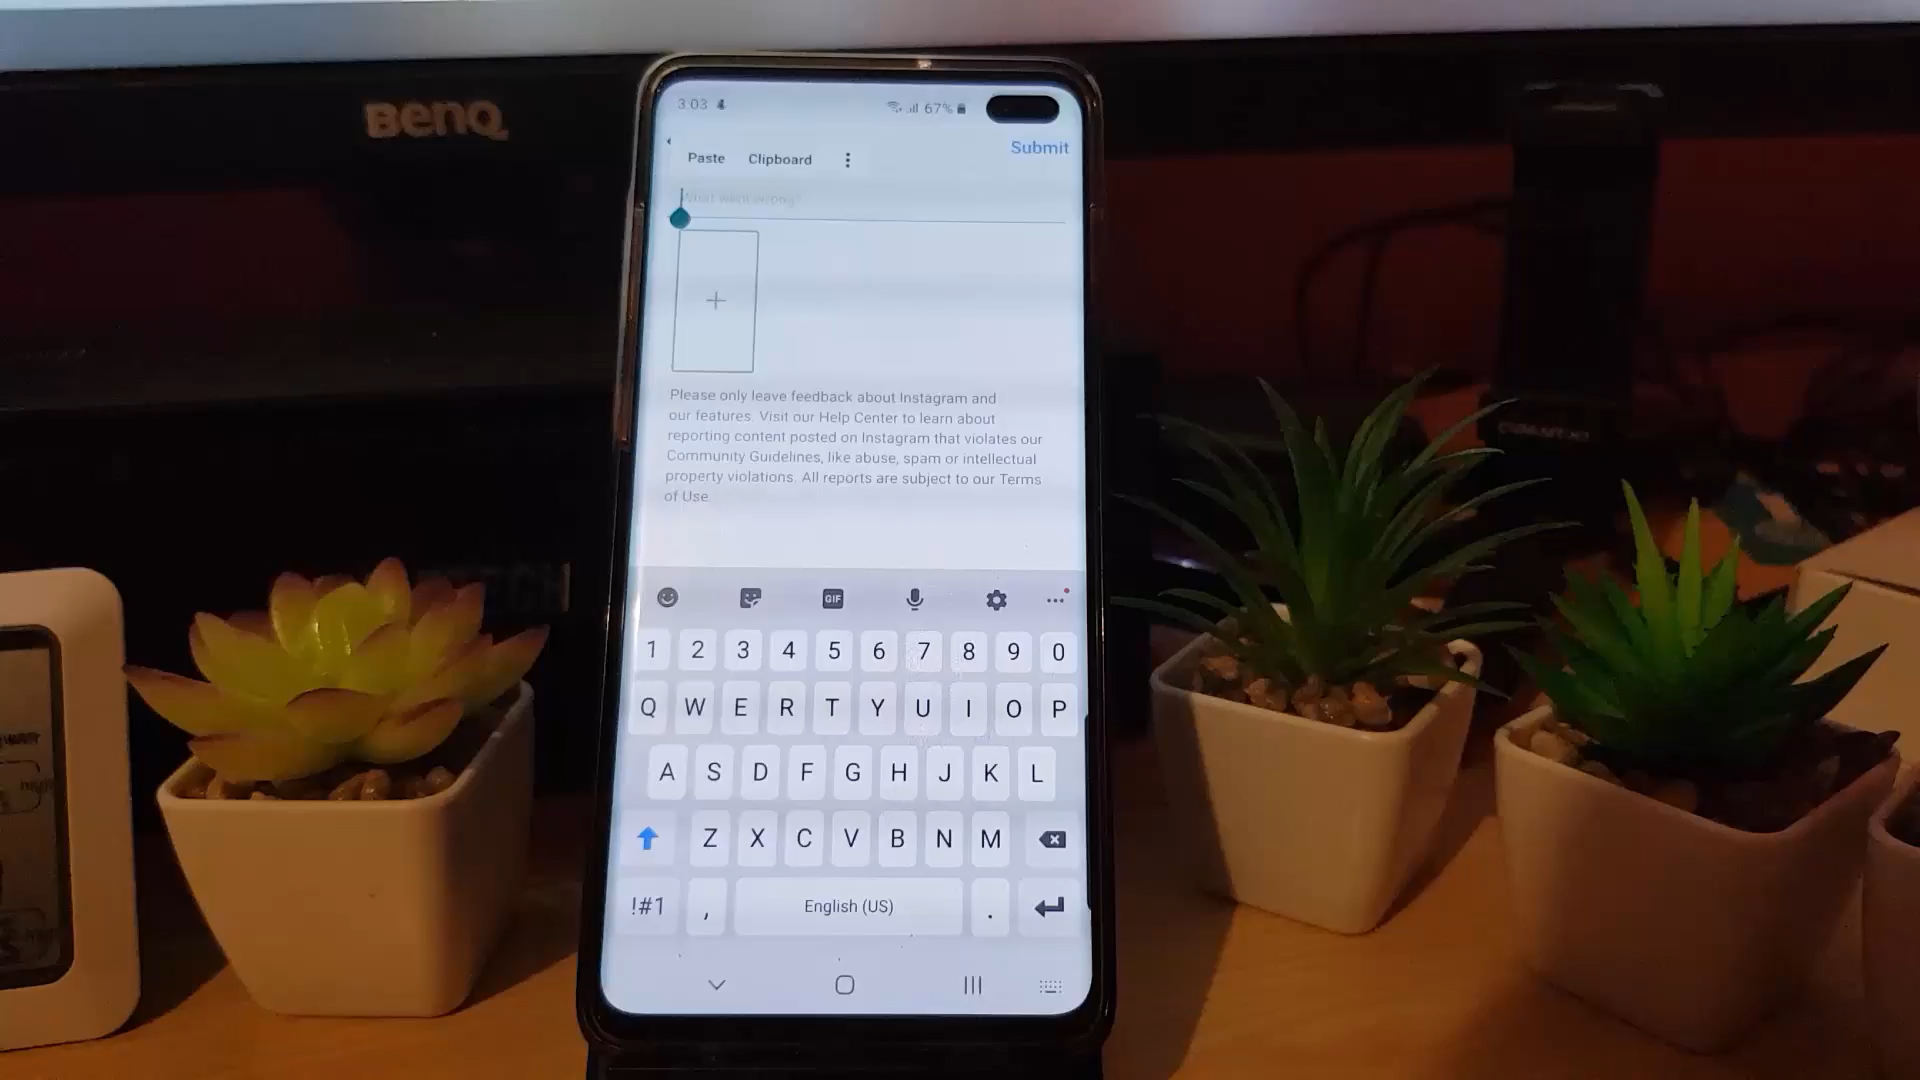 BenQ
3:03
67%
Submit
Paste Clipboard
What went wrong?
+
Please only leave feedback about Instagram and
our features. Visit our Help Center to learn about
reporting content posted on Instagram that violates our
Community Guidelines, like abuse, spam or intellectual
property violations. All reports are subject to our Terms
of Use.
GIF
1 2 3 4 5 6 7 8 9 0
Q W E R T Y U I O P
A S D F G H J K L
Z X C V B N M
!#1 , English (US) .